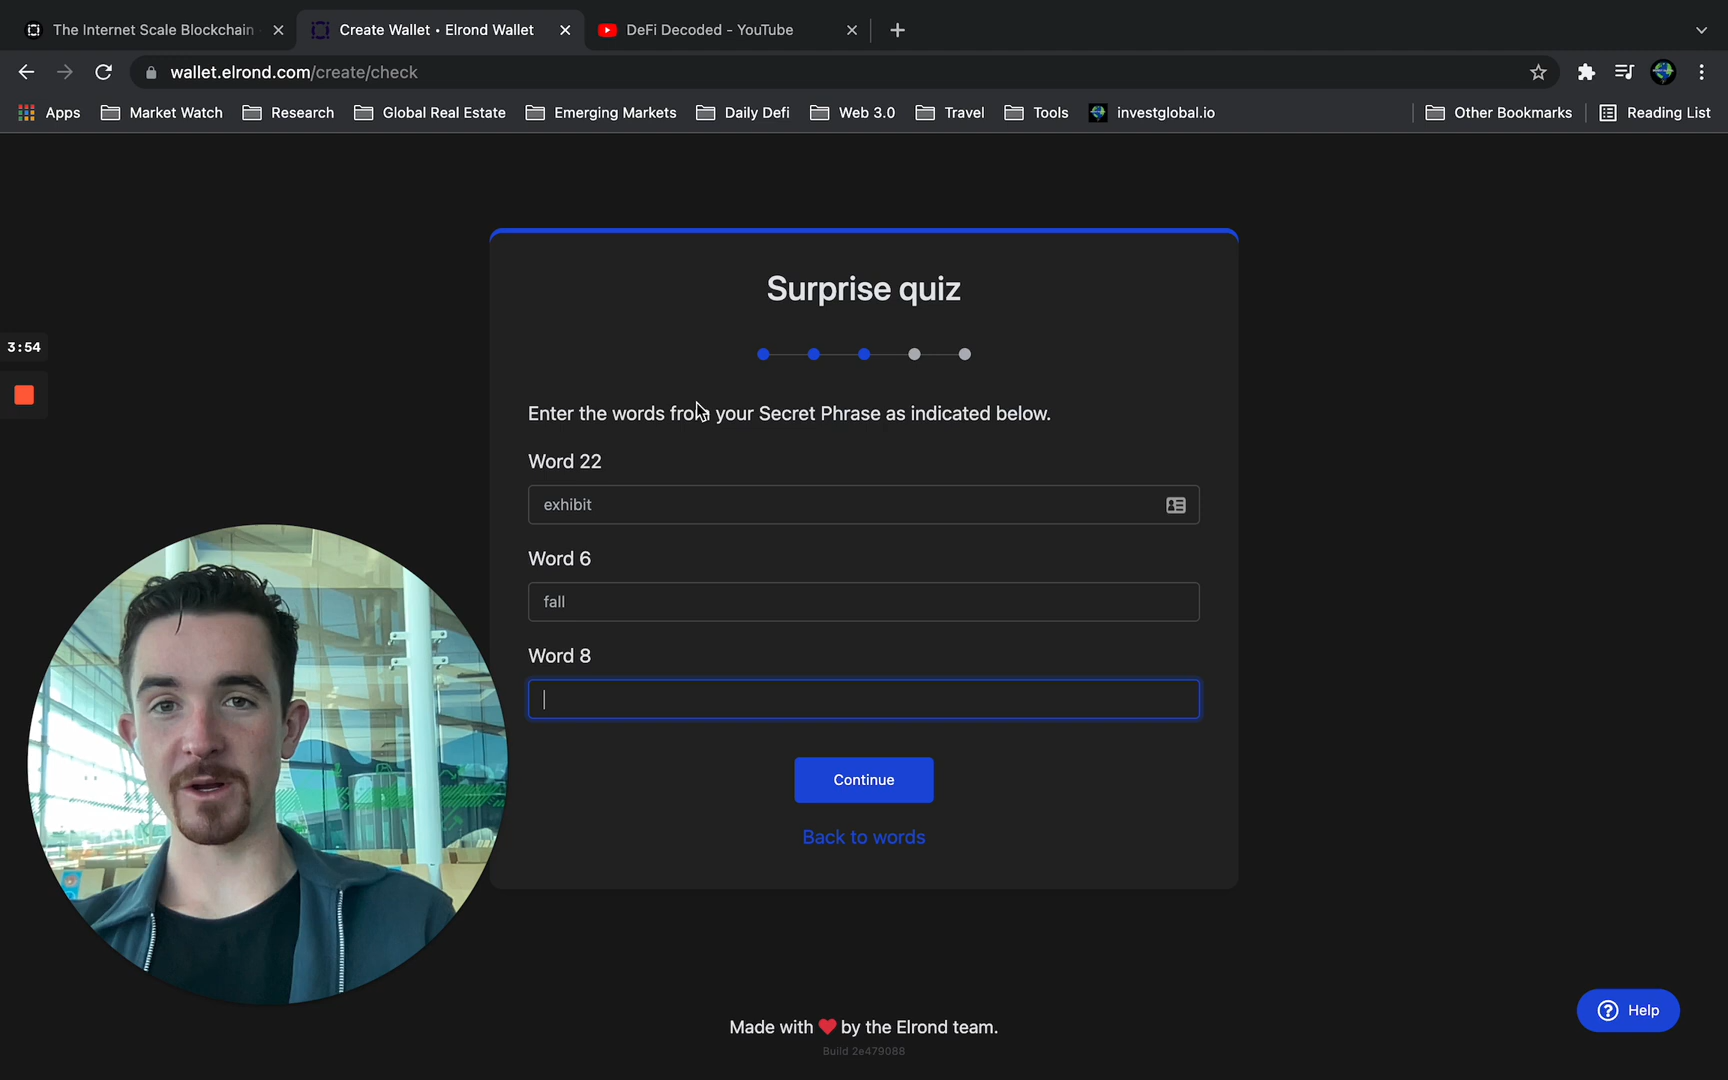 The Internet Scale Blockchain
Create Wallet • Elrond Wallet
DeFi Decoded - YouTube
wallet.elrond.com/create/check
Apps
Market Watch
Research
Global Real Estate
Emerging Markets
Daily Defi
Web 3.0
Travel
Tools
investglobal.io
Other Bookmarks
Reading List
Surprise quiz
3:54
Enter the words from your Secret Phrase as indicated below.
Word 22
exhibit
Word 6
fall
Word 8
Continue
Back to words
Help
Made with ❤ by the Elrond team.
Build 2e479088